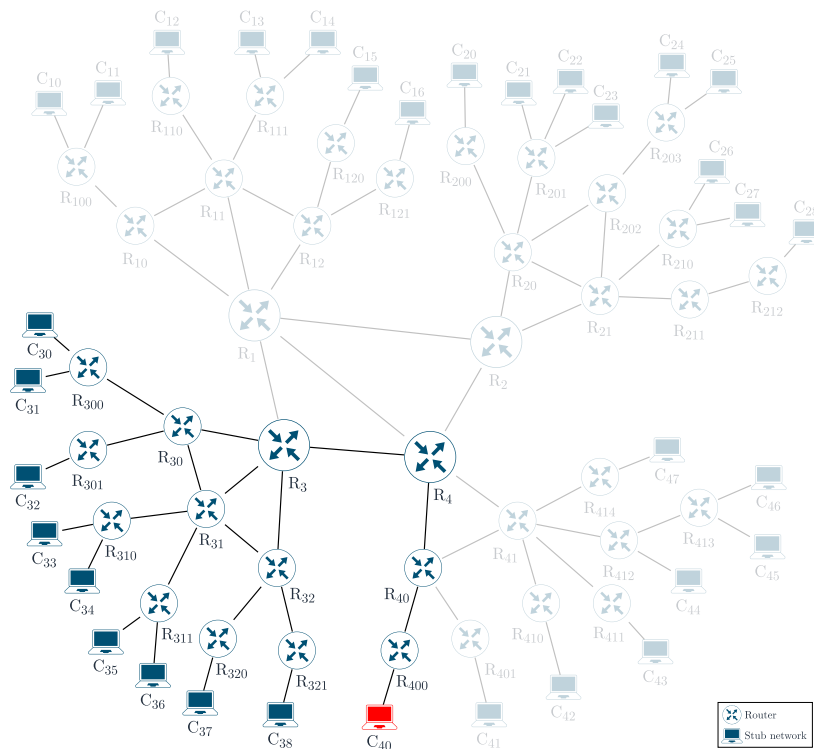 C12 C13 C14
C10 C11 C15 C16
R110 R111
R100 R120 R121
R11
R10 R12
R1
C20 C21 C22 C23 C24 C25
R200 R201 R203
C26 C27
R202 R210
R20 R21 R211 R212
R2
C30
C31
R300
C32
R301 R30
R3 R4
C33 R310 R31
C34
R311 R32
C35 C36
R320 R321
C37 C38
R40
R400 R401
C40 C41
R41
R414 C47
R413 C46
R412 C45
C44
R410 R411
C42 C43
Router
Stub network